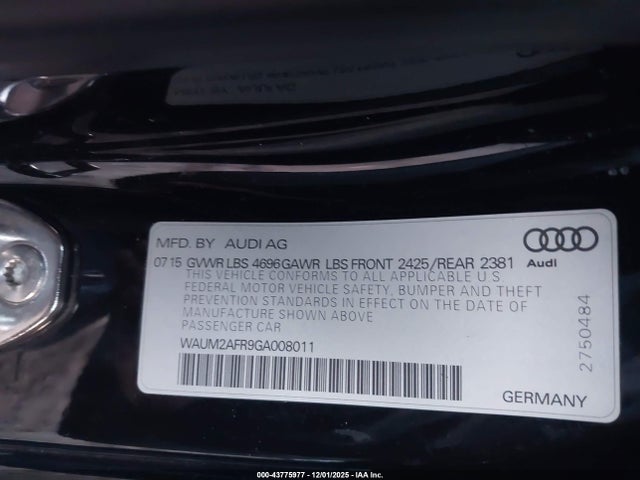 MFD. BY AUDI AG
07 15 GVWR LBS 4696 GAWR LBS FRONT 2425/REAR 2381
THIS VEHICLE CONFORMS TO ALL APPLICABLE U S
FEDERAL MOTOR VEHICLE SAFETY, BUMPER AND THEFT
PREVENTION STANDARDS IN EFFECT ON THE DATE OF
MANUFACTURE SHOWN ABOVE
PASSENGER CAR
WAUM2AFR9GA008011
Audi
2750484
GERMANY
000-43775977 - 12/01/2025 - IAA Inc.